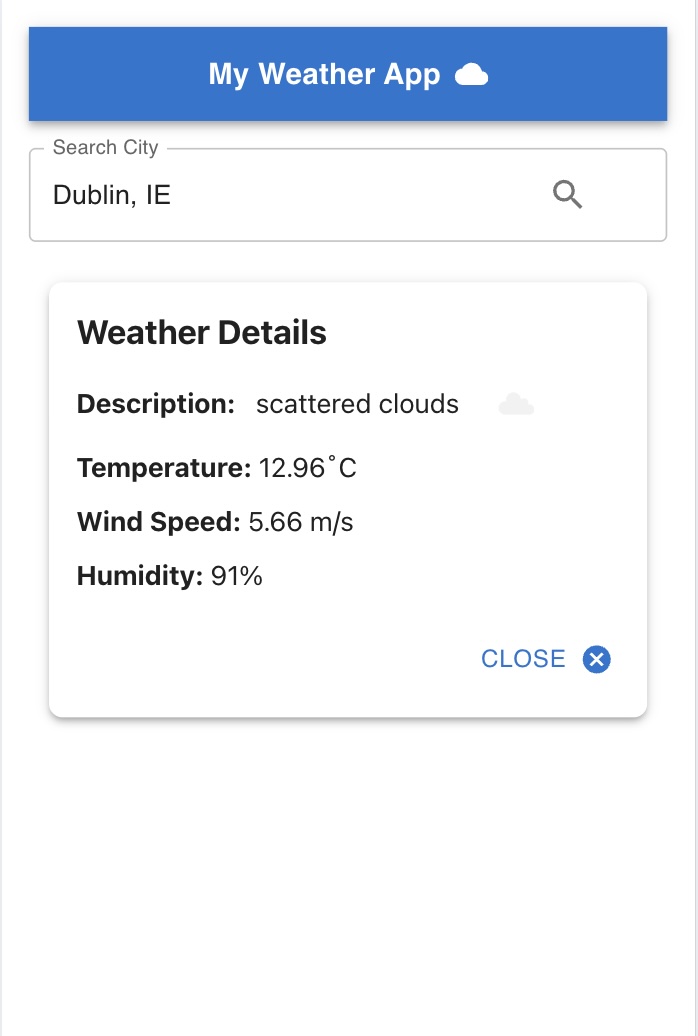 My Weather App
Search City
Dublin, IE
Weather Details
Description: scattered clouds
Temperature: 12.96˚C
Wind Speed: 5.66 m/s
Humidity: 91%
CLOSE